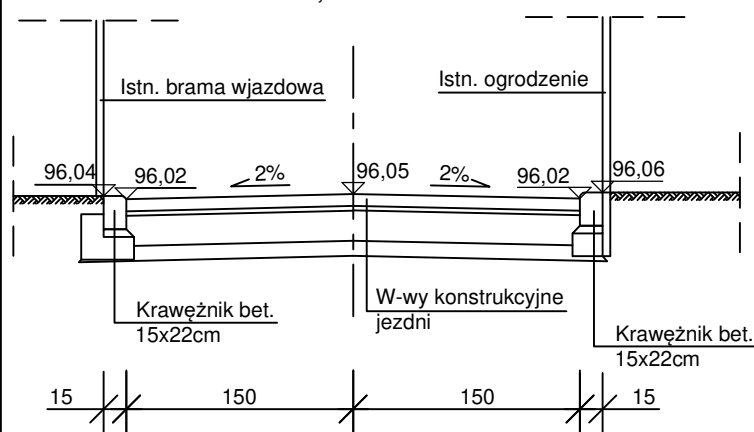 Istn. brama wjazdowa
Istn. ogrodzenie
96,04
96,02
2%
96,05
2%
96,02
96,06
Krawężnik bet.
15x22cm
W-wy konstrukcyjne
jezdni
Krawężnik bet.
15x22cm
15
150
150
15